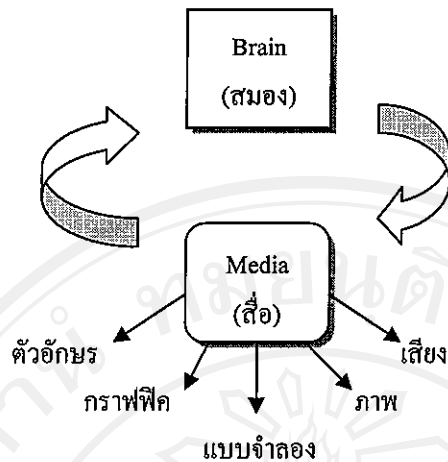 Brain
(สมอง)
Media
(สื่อ)
ตัวอักษร
เสียง
กราฟฟิค
ภาพ
แบบจำลอง